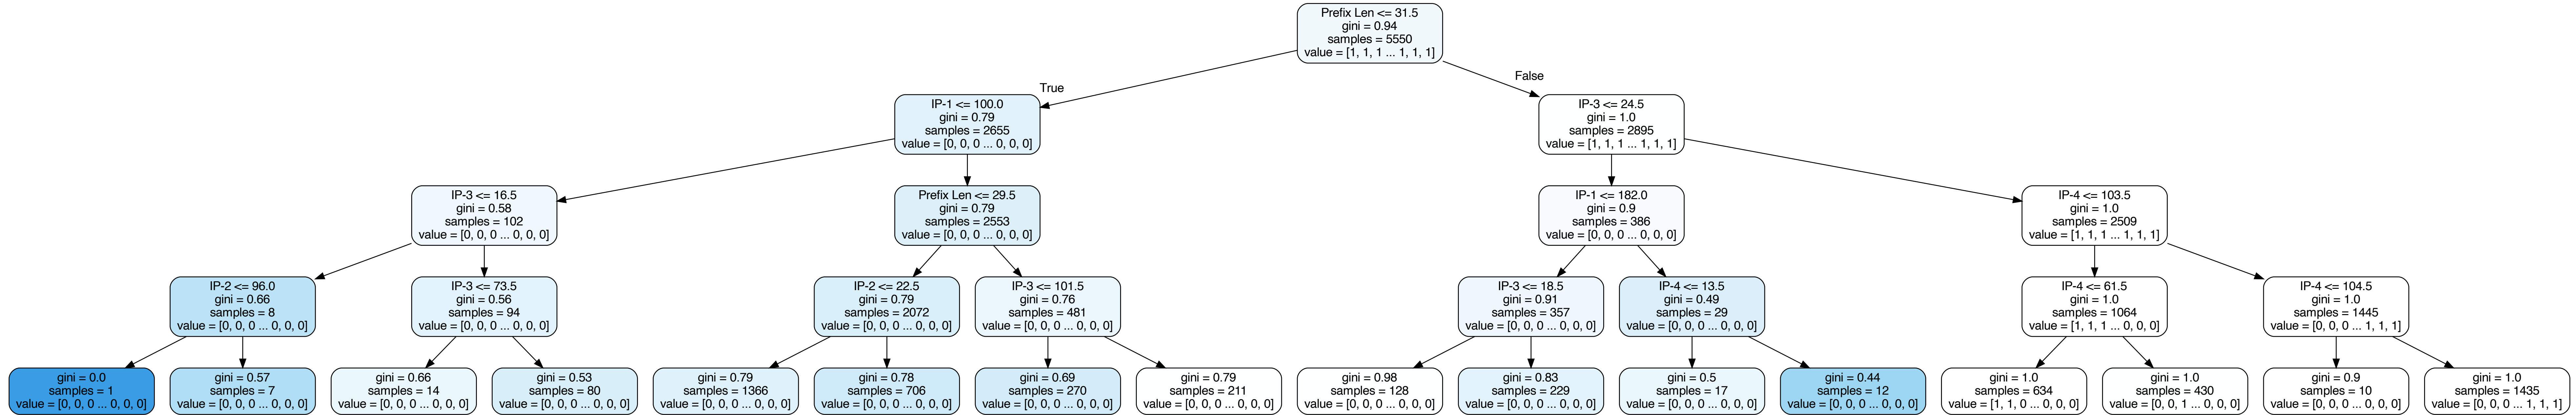 Prefix Len <= 31.5
gini = 0.94
samples = 5550
value = [1, 1, 1 ... 1, 1, 1]
True
False
IP-1 <= 100.0
gini = 0.79
samples = 2655
value = [0, 0, 0 ... 0, 0, 0]
IP-3 <= 24.5
gini = 1.0
samples = 2895
value = [1, 1, 1 ... 1, 1, 1]
IP-3 <= 16.5
gini = 0.58
samples = 102
value = [0, 0, 0 ... 0, 0, 0]
Prefix Len <= 29.5
gini = 0.79
samples = 2553
value = [0, 0, 0 ... 0, 0, 0]
IP-1 <= 182.0
gini = 0.9
samples = 386
value = [0, 0, 0 ... 0, 0, 0]
IP-4 <= 103.5
gini = 1.0
samples = 2509
value = [1, 1, 1 ... 1, 1, 1]
IP-2 <= 96.0
gini = 0.66
samples = 8
value = [0, 0, 0 ... 0, 0, 0]
IP-3 <= 73.5
gini = 0.56
samples = 94
value = [0, 0, 0 ... 0, 0, 0]
IP-2 <= 22.5
gini = 0.79
samples = 2072
value = [0, 0, 0 ... 0, 0, 0]
IP-3 <= 101.5
gini = 0.76
samples = 481
value = [0, 0, 0 ... 0, 0, 0]
IP-3 <= 18.5
gini = 0.91
samples = 357
value = [0, 0, 0 ... 0, 0, 0]
IP-4 <= 13.5
gini = 0.49
samples = 29
value = [0, 0, 0 ... 0, 0, 0]
IP-4 <= 61.5
gini = 1.0
samples = 1064
value = [1, 1, 1 ... 0, 0, 0]
IP-4 <= 104.5
gini = 1.0
samples = 1445
value = [0, 0, 0 ... 1, 1, 1]
gini = 0.0
samples = 1
value = [0, 0, 0 ... 0, 0, 0]
gini = 0.57
samples = 7
value = [0, 0, 0 ... 0, 0, 0]
gini = 0.66
samples = 14
value = [0, 0, 0 ... 0, 0, 0]
gini = 0.53
samples = 80
value = [0, 0, 0 ... 0, 0, 0]
gini = 0.79
samples = 1366
value = [0, 0, 0 ... 0, 0, 0]
gini = 0.78
samples = 706
value = [0, 0, 0 ... 0, 0, 0]
gini = 0.69
samples = 270
value = [0, 0, 0 ... 0, 0, 0]
gini = 0.79
samples = 211
value = [0, 0, 0 ... 0, 0, 0]
gini = 0.98
samples = 128
value = [0, 0, 0 ... 0, 0, 0]
gini = 0.83
samples = 229
value = [0, 0, 0 ... 0, 0, 0]
gini = 0.5
samples = 17
value = [0, 0, 0 ... 0, 0, 0]
gini = 0.44
samples = 12
value = [0, 0, 0 ... 0, 0, 0]
gini = 1.0
samples = 634
value = [1, 1, 0 ... 0, 0, 0]
gini = 1.0
samples = 430
value = [0, 0, 1 ... 0, 0, 0]
gini = 0.9
samples = 10
value = [0, 0, 0 ... 0, 0, 0]
gini = 1.0
samples = 1435
value = [0, 0, 0 ... 1, 1, 1]